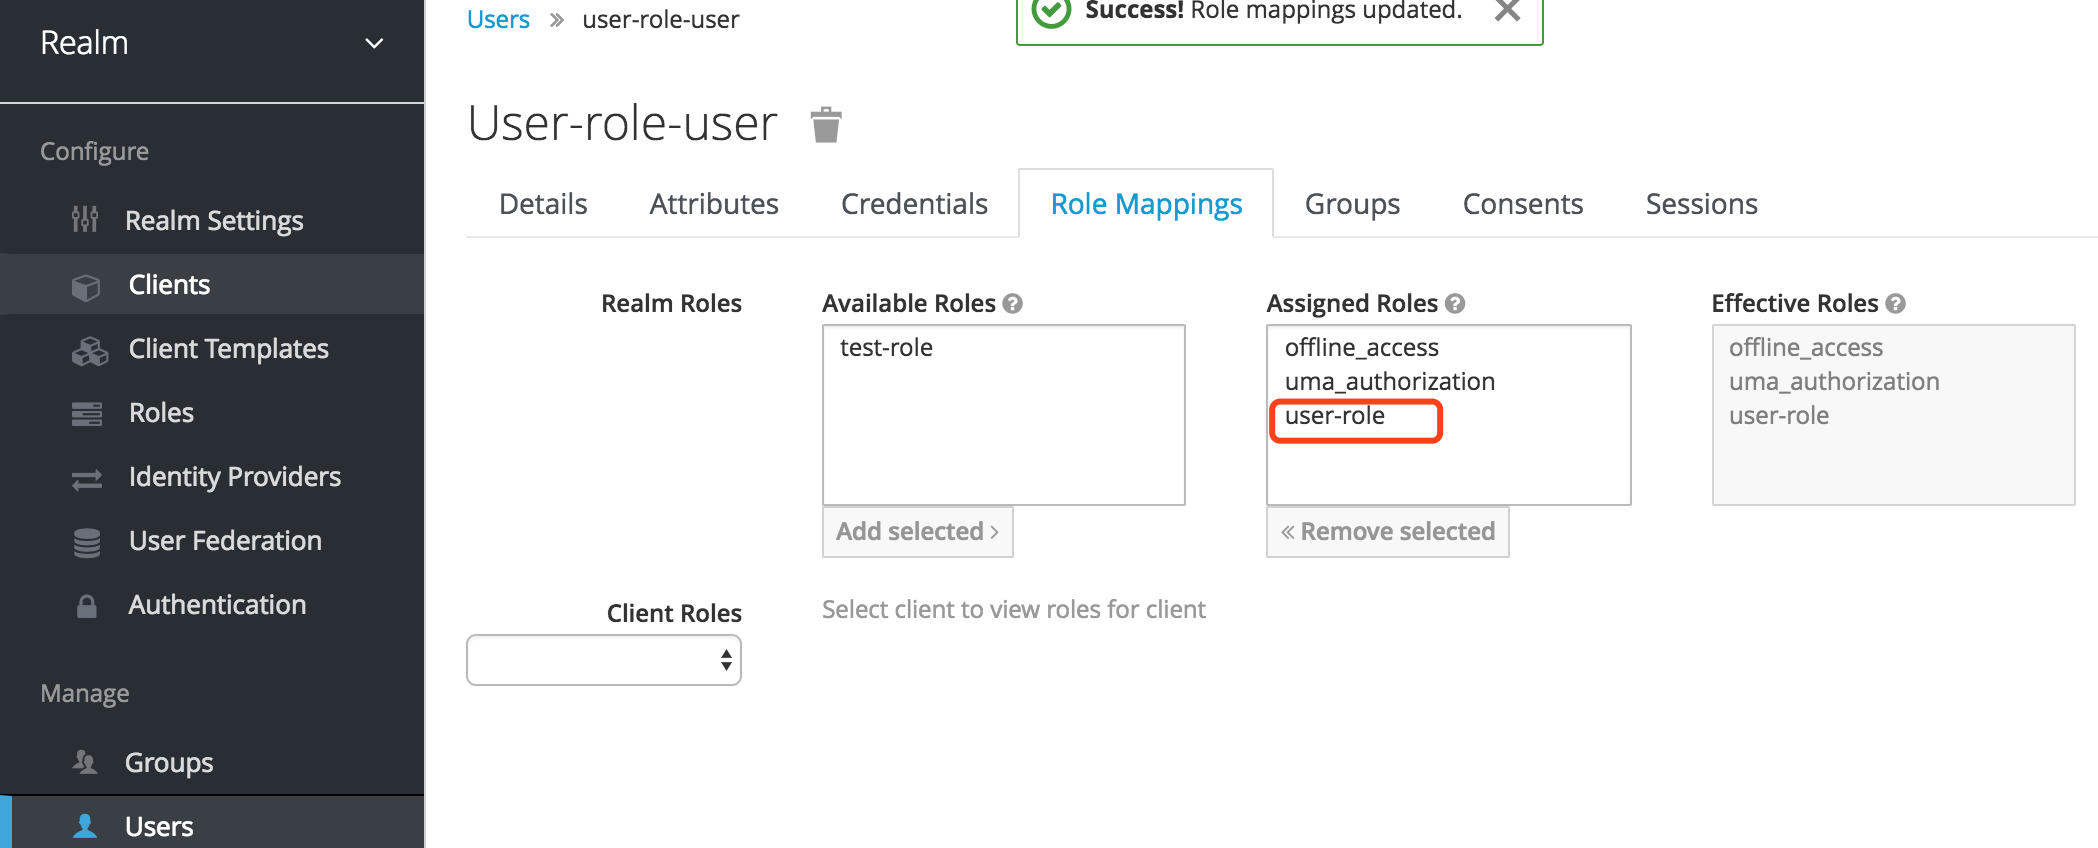 Realm
Configure
Realm Settings
Clients
Client Templates
Roles
Identity Providers
User Federation
Authentication
Manage
Groups
Users
Users » user-role-user
Success! Role mappings updated.
User-role-user
Details Attributes Credentials Role Mappings Groups Consents Sessions
Realm Roles
Available Roles
test-role
Add selected >
Assigned Roles
offline_access
uma_authorization
user-role
« Remove selected
Effective Roles
offline_access
uma_authorization
user-role
Client Roles
Select client to view roles for client